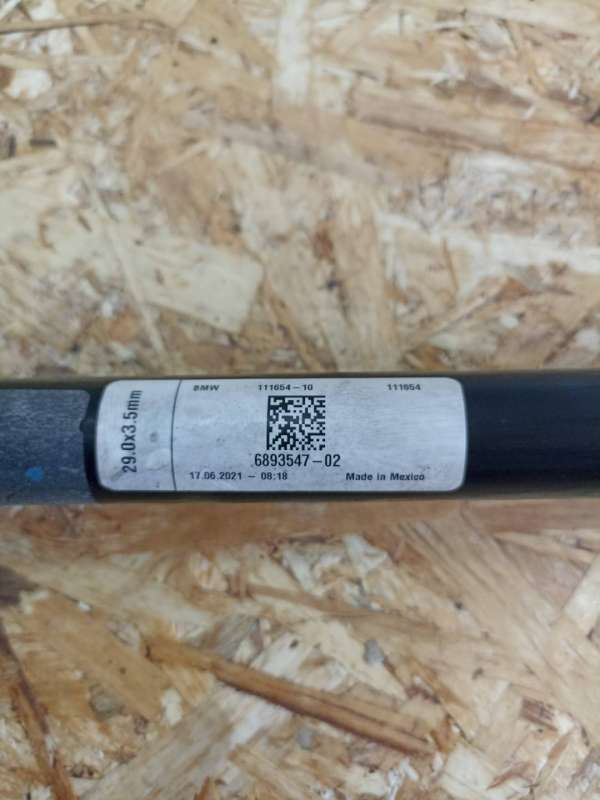 29.0x3.5mm
BMW 111654-10 111654
6893547-02
17.06.2021 - 08:18 Made in Mexico